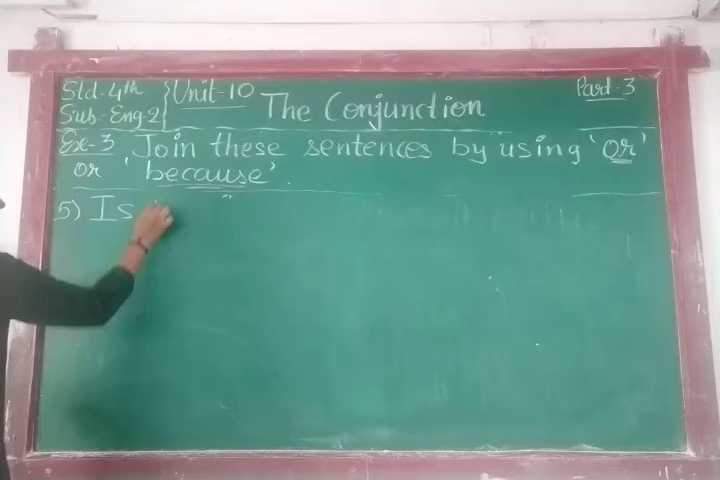 Std. 4th
Sub.- Eng.2
Unit-10
The Conjunction
Part-3
Ex-3 Join these sentences by using 'or'
or 'because'.
5) Is